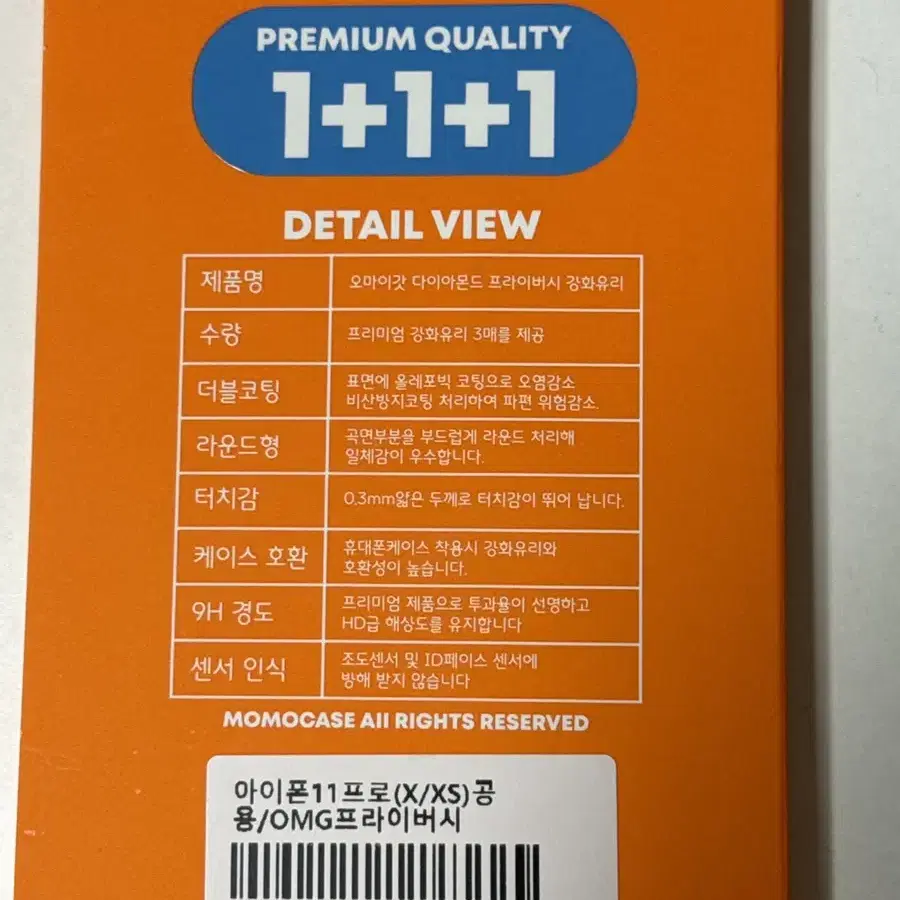 PREMIUM QUALITY
1+1+1
DETAIL VIEW
제품명
오마이갓 다이아몬드 프라이버시 강화유리
수량
프리미엄 강화유리 3매를 제공
더블코팅
표면에 올레포빅 코팅으로 오염감소
비산방지코팅 처리하여 파편 위험감소.
라운드형
곡면부분을 부드럽게 라운드 처리해
일체감이 우수합니다.
터치감
0.3mm얇은 두께로 터치감이 뛰어 납니다.
케이스 호환
휴대폰케이스 착용시 강화유리와
호환성이 높습니다.
9H 경도
프리미엄 제품으로 투과율이 선명하고
HD급 해상도를 유지합니다
센서 인식
조도센서 및 ID페이스 센서에
방해 받지 않습니다
MOMOCASE All RIGHTS RESERVED
아이폰11프로(X/XS)공
용/OMG프라이버시